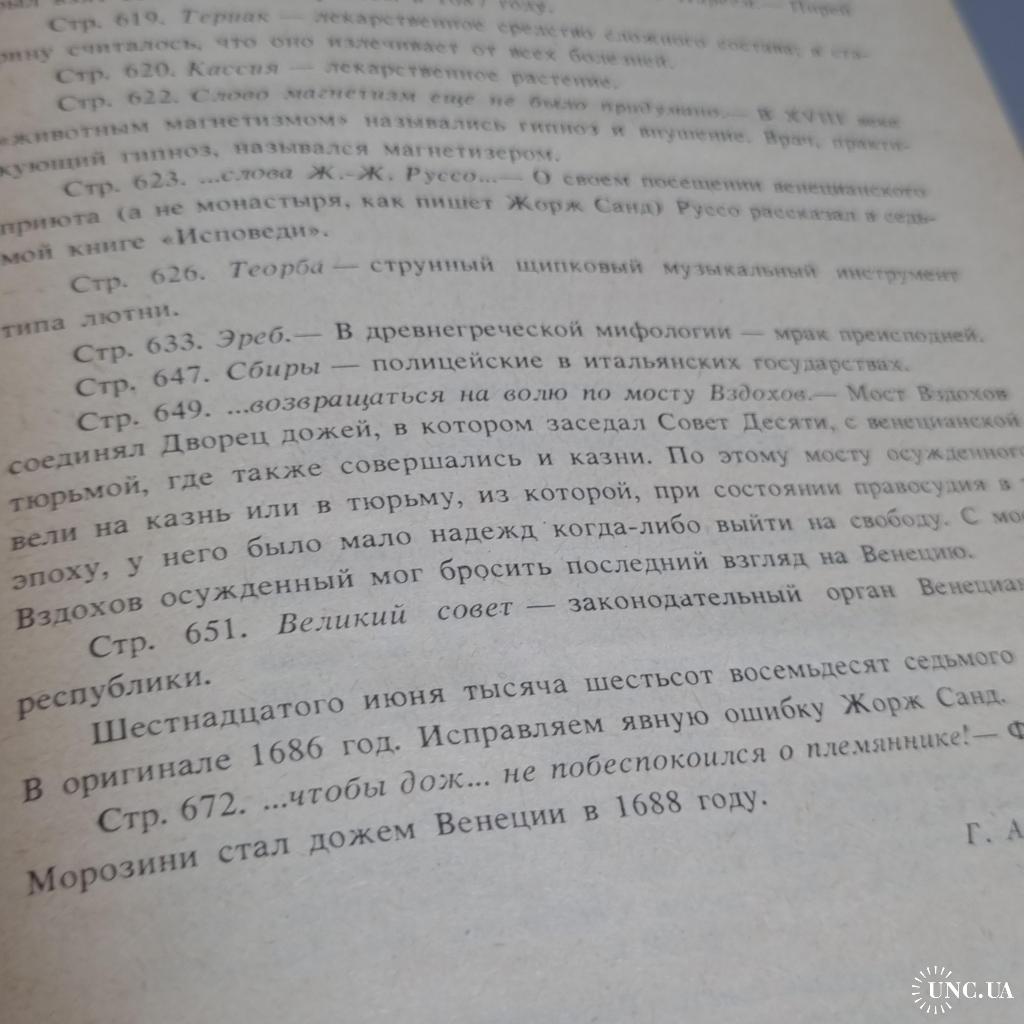 году.
Стр. 619. Териак — лекарственное средство сложного состава; в ста-
рину считалось, что оно излечивает от всех болезней.
Стр. 620. Кассия — лекарственное растение.
Стр. 622. Слово магнетизм еще не было придумано.— В XVIII веке
«животным магнетизмом» назывались гипноз и внушение. Врач, практи-
кующий гипноз, назывался магнетизером.
Стр. 623. ...слова Ж.-Ж. Руссо...— О своем посещении венецианского
приюта (а не монастыря, как пишет Жорж Санд) Руссо рассказал в седь-
мой книге «Исповеди».
Стр. 626. Теорба — струнный щипковый музыкальный инструмент
типа лютни.
Стр. 633. Эреб.— В древнегреческой мифологии — мрак преисподней.
Стр. 647. Сбиры — полицейские в итальянских государствах.
Стр. 649. ...возвращаться на волю по мосту Вздохов.— Мост Вздохов
соединял Дворец дожей, в котором заседал Совет Десяти, с венецианской
тюрьмой, где также совершались и казни. По этому мосту осужденного
вели на казнь или в тюрьму, из которой, при состоянии правосудия в
эпоху, у него было мало надежд когда-либо выйти на свободу. С
Вздохов осужденный мог бросить последний взгляд на Венецию.
Стр. 651. Великий совет — законодательный орган Венециан
республики.
Шестнадцатого июня тысяча шестьсот восемьдесят седьмого
В оригинале 1686 год. Исправляем явную ошибку Жорж Санд.
Стр. 672. ...чтобы дож... не побеспокоился о племяннике!— Ф
Морозини стал дожем Венеции в 1688 году.
Г. А
UNC.UA